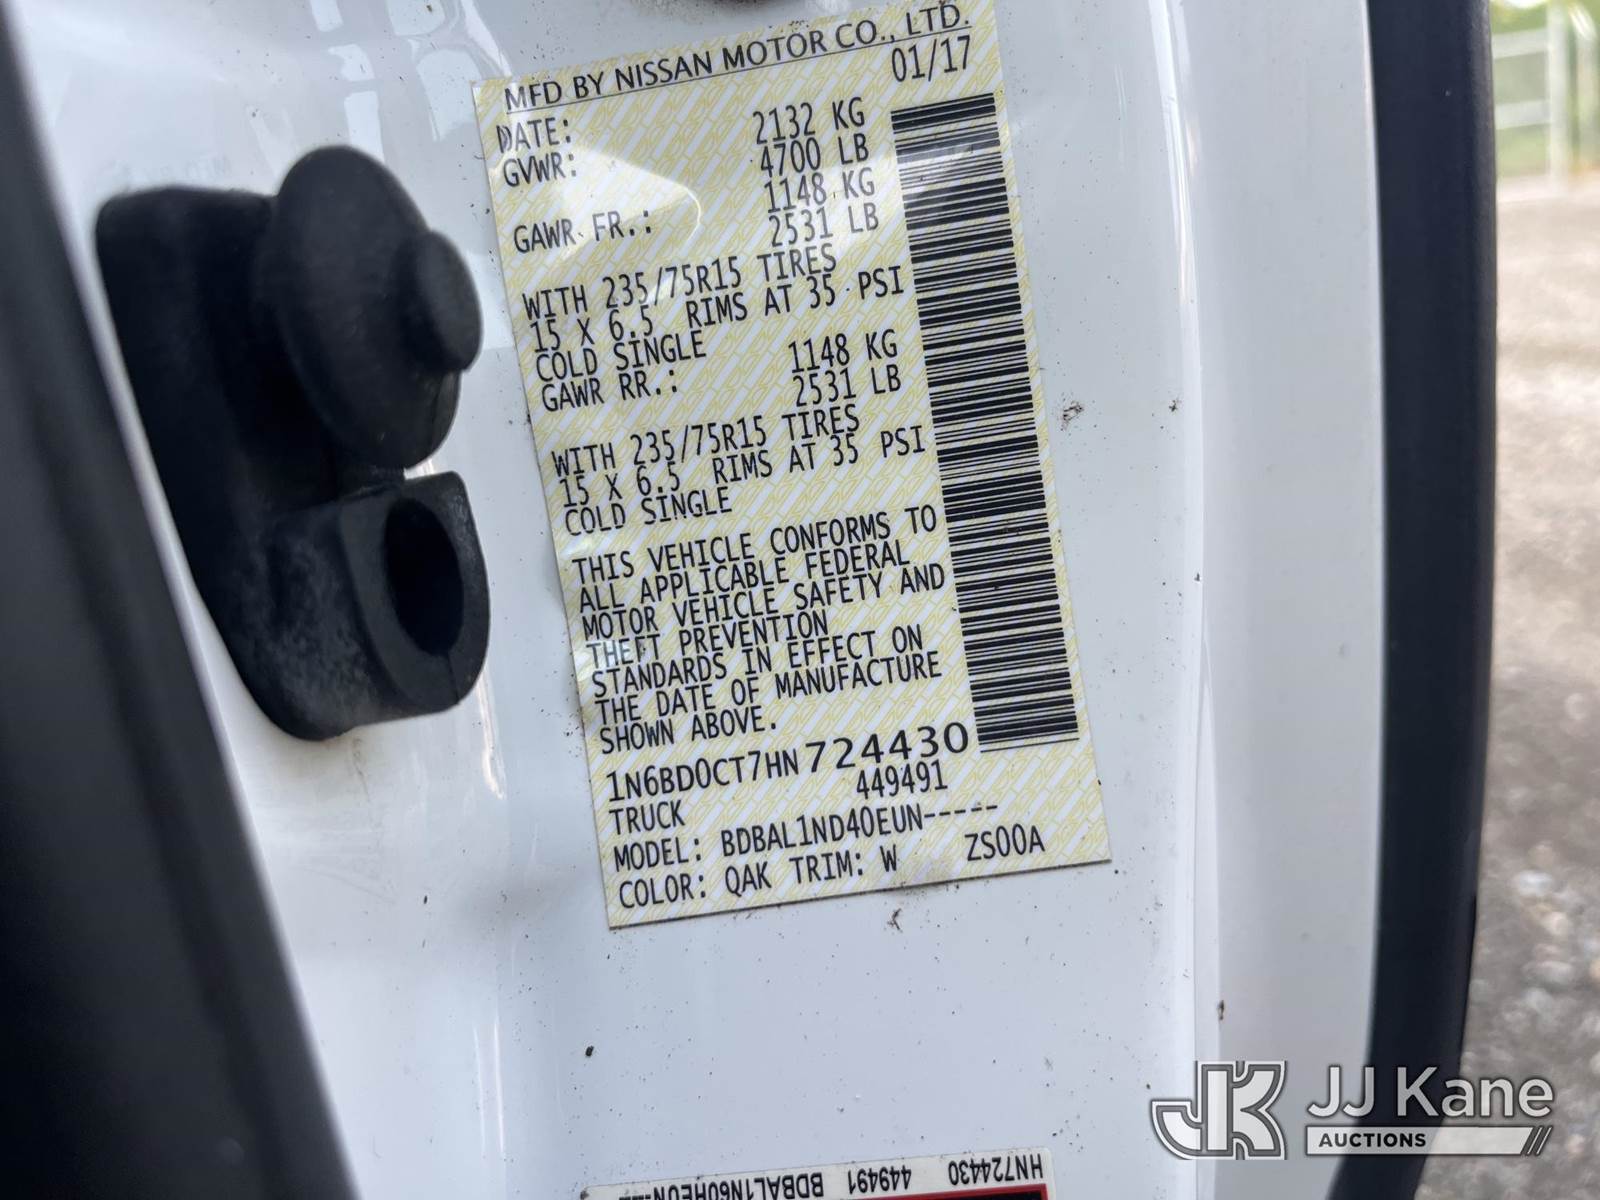 MFD BY NISSAN MOTOR CO., LTD.
DATE: 01/17
GVWR: 2132 KG
4700 LB
GAWR FR.: 1148 KG
2531 LB
WITH 235/75R15 TIRES
15 X 6.5 RIMS AT 35 PSI
COLD SINGLE
GAWR RR.: 1148 KG
2531 LB
WITH 235/75R15 TIRES
15 X 6.5 RIMS AT 35 PSI
COLD SINGLE
THIS VEHICLE CONFORMS TO
ALL APPLICABLE FEDERAL
MOTOR VEHICLE SAFETY AND
THEFT PREVENTION
STANDARDS IN EFFECT ON
THE DATE OF MANUFACTURE
SHOWN ABOVE.
1N6BD0CT7HN724430
TRUCK 449491
MODEL: BDBAL1ND40EUN-----
COLOR: QAK TRIM: W ZS00A
HN724430 449491
JK JJ Kane
AUCTIONS